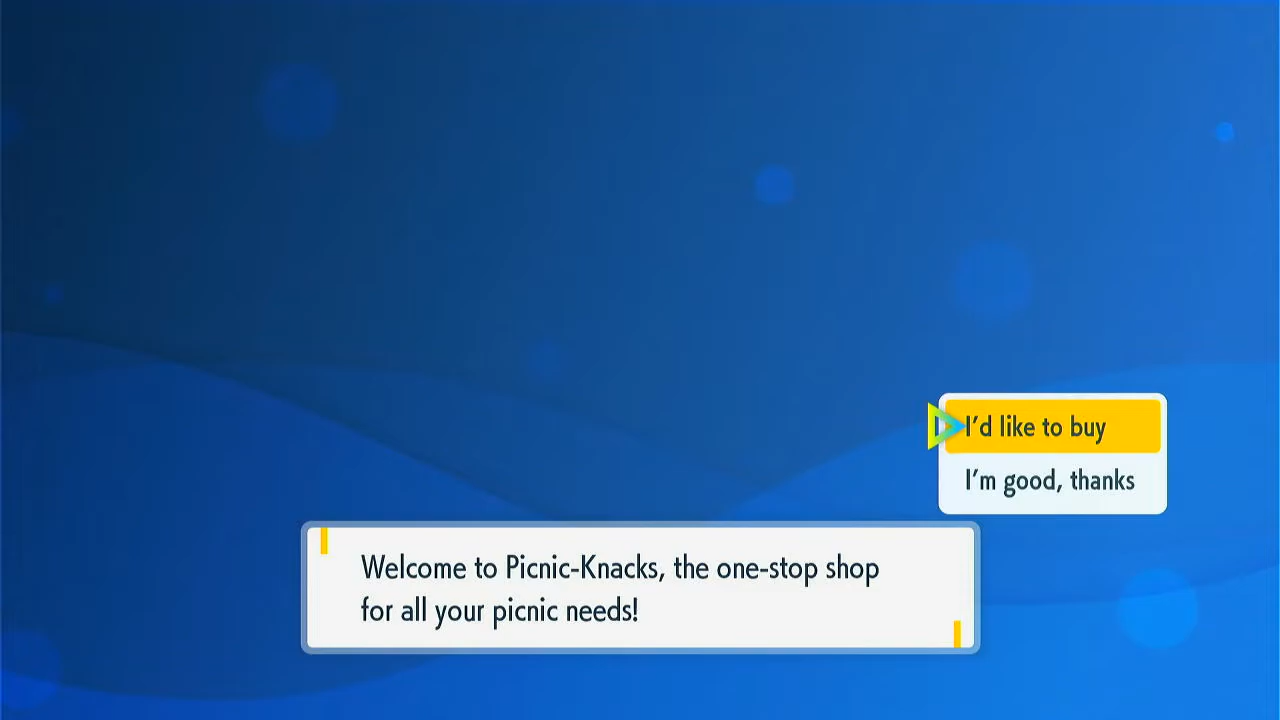 I'd like to buy
I'm good, thanks
Welcome to Picnic-Knacks, the one-stop shop
for all your picnic needs!